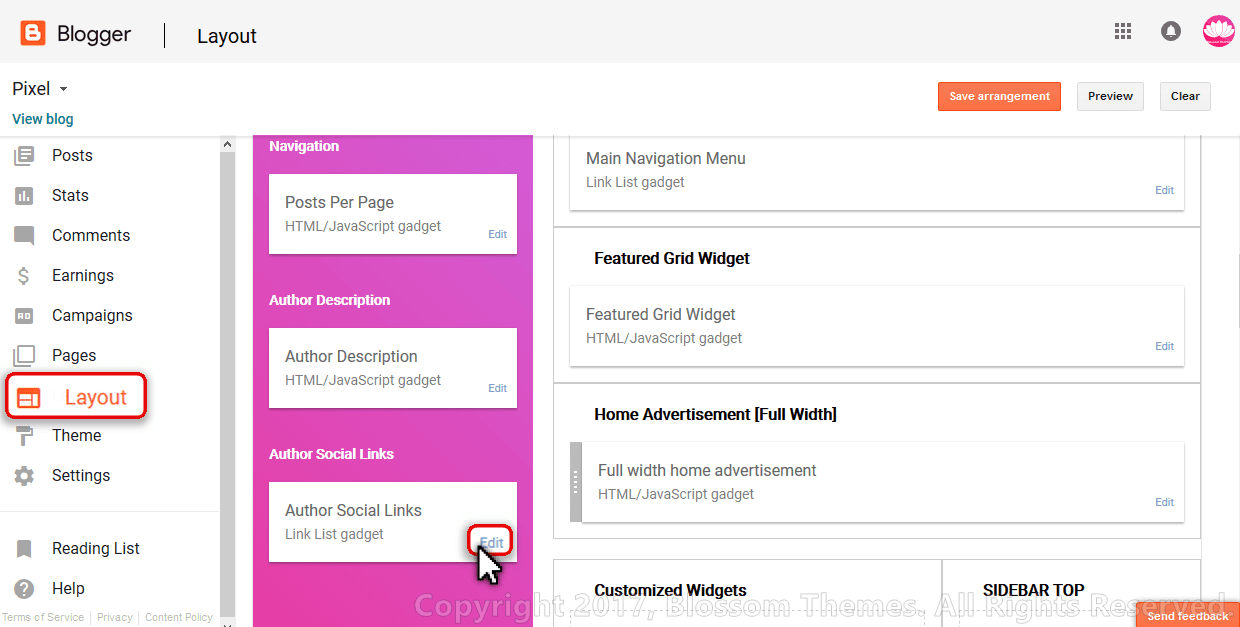 Blogger
Layout
Pixel
View blog
Save arrangement
Preview
Clear
Posts
Stats
Comments
Earnings
Campaigns
Pages
Layout
Theme
Settings
Reading List
Help
Terms of Service
Privacy
Content Policy
Navigation
Posts Per Page
HTML/JavaScript gadget
Edit
Author Description
Author Description
HTML/JavaScript gadget
Edit
Author Social Links
Author Social Links
Link List gadget
Edit
Main Navigation Menu
Link List gadget
Edit
Featured Grid Widget
Featured Grid Widget
HTML/JavaScript gadget
Edit
Home Advertisement [Full Width]
Full width home advertisement
HTML/JavaScript gadget
Edit
Customized Widgets
SIDEBAR TOP
Copyright 2017, Blossom Themes. All Rights Reserved.
Send feedback